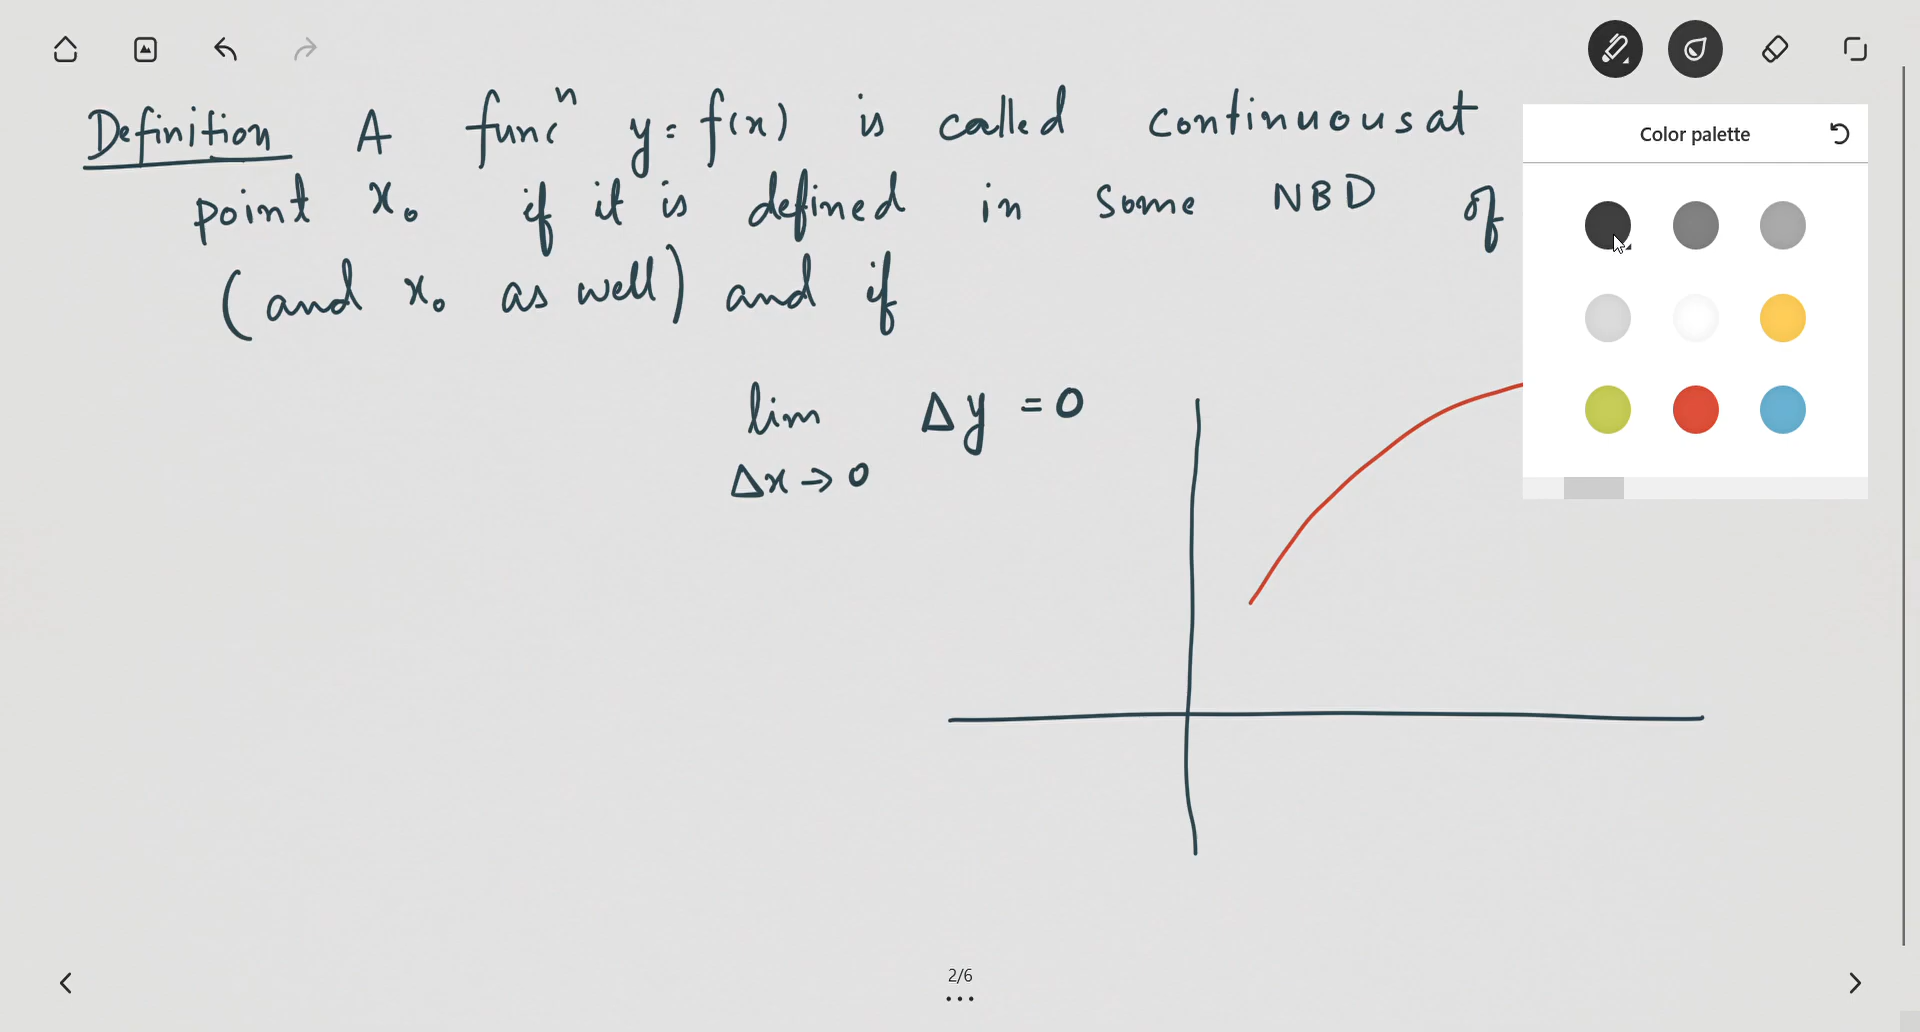 Definition A funcⁿ y = f(x) is called continuous at
Color palette
point x₀ if it is defined in some NBD of
(and x₀ as well) and if
lim Δy = 0
Δx → 0
2/6